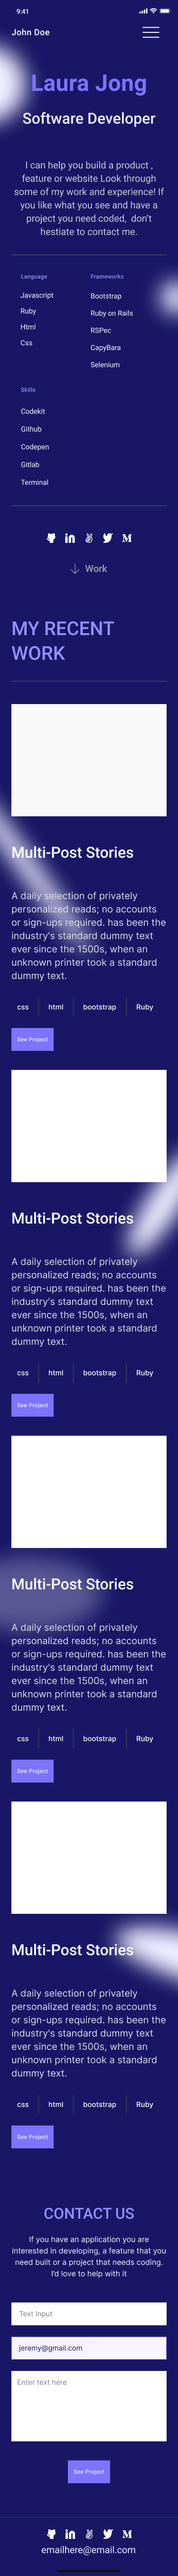 9:41
John Doe
Laura Jong
Software Developer
I can help you build a product ,
feature or website Look through
some of my work and experience! If
you like what you see and have a
project you need coded, don't
hestiate to contact me.
Language
Javascript
Ruby
Html
Css
Frameworks
Bootstrap
Ruby on Rails
RSPec
CapyBara
Selenium
Skills
Codekit
Github
Codepen
Gitlab
Terminal
Work
MY RECENT
WORK
Multi-Post Stories
A daily selection of privately
personalized reads; no accounts
or sign-ups required. has been the
industry's standard dummy text
ever since the 1500s, when an
unknown printer took a standard
dummy text.
css html bootstrap Ruby
See Project
Multi-Post Stories
A daily selection of privately
personalized reads; no accounts
or sign-ups required. has been the
industry's standard dummy text
ever since the 1500s, when an
unknown printer took a standard
dummy text.
css html bootstrap Ruby
See Project
Multi-Post Stories
A daily selection of privately
personalized reads; no accounts
or sign-ups required. has been the
industry's standard dummy text
ever since the 1500s, when an
unknown printer took a standard
dummy text.
css html bootstrap Ruby
See Project
Multi-Post Stories
A daily selection of privately
personalized reads; no accounts
or sign-ups required. has been the
industry's standard dummy text
ever since the 1500s, when an
unknown printer took a standard
dummy text.
css html bootstrap Ruby
See Project
CONTACT US
If you have an application you are
interested in developing, a feature that you
need built or a project that needs coding.
I'd love to help with it
Text Input
jeremy@gmail.com
Enter text here
See Project
emailhere@email.com